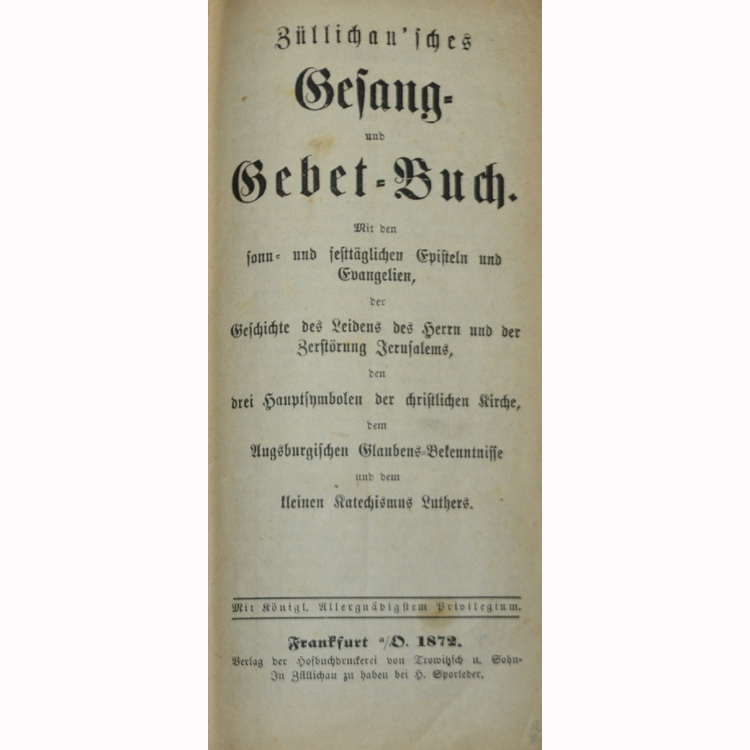 Züllichau'sches
Gesang-
und
Gebet-Buch.
Mit den
sonn- und festtäglichen Episteln und
Evangelien,
der
Geschichte des Leidens des Herrn und der
Zerstörung Jerusalems,
den
drei Hauptsymbolen der christlichen Kirche,
dem
Augsburgischen Glaubens-Bekenntnisse
und dem
kleinen Katechismus Luthers.
Mit Königl. Allergnädigstem Privilegium.
Frankfurt a/O. 1872.
Verlag der Hofbuchdruckerei von Trowitzsch u. Sohn.
In Züllichau zu haben bei H. Sporleder.